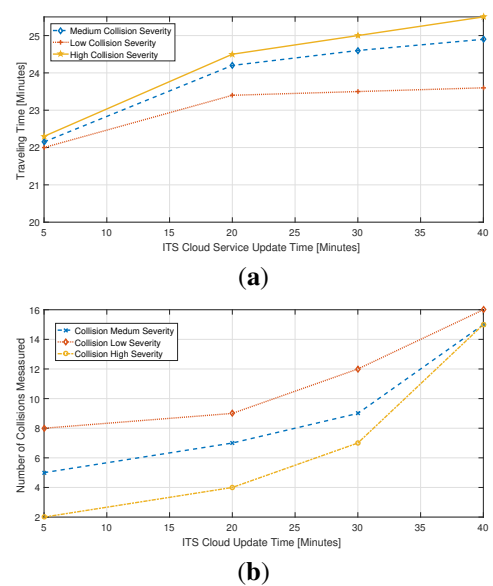 25
24
23
22
21
20
Traveling Time [Minutes]
Medium Collision Severity
Low Collision Severity
High Collision Severity
5 10 15 20 25 30 35 40
ITS Cloud Service Update Time [Minutes]
(a)
16
14
12
10
8
6
4
2
Number of Collisions Mesasured
Collision Medum Severity
Collision Low Severity
Collision High Severity
5 10 15 20 25 30 35 40
ITS Cloud Update Time [Minutes]
(b)